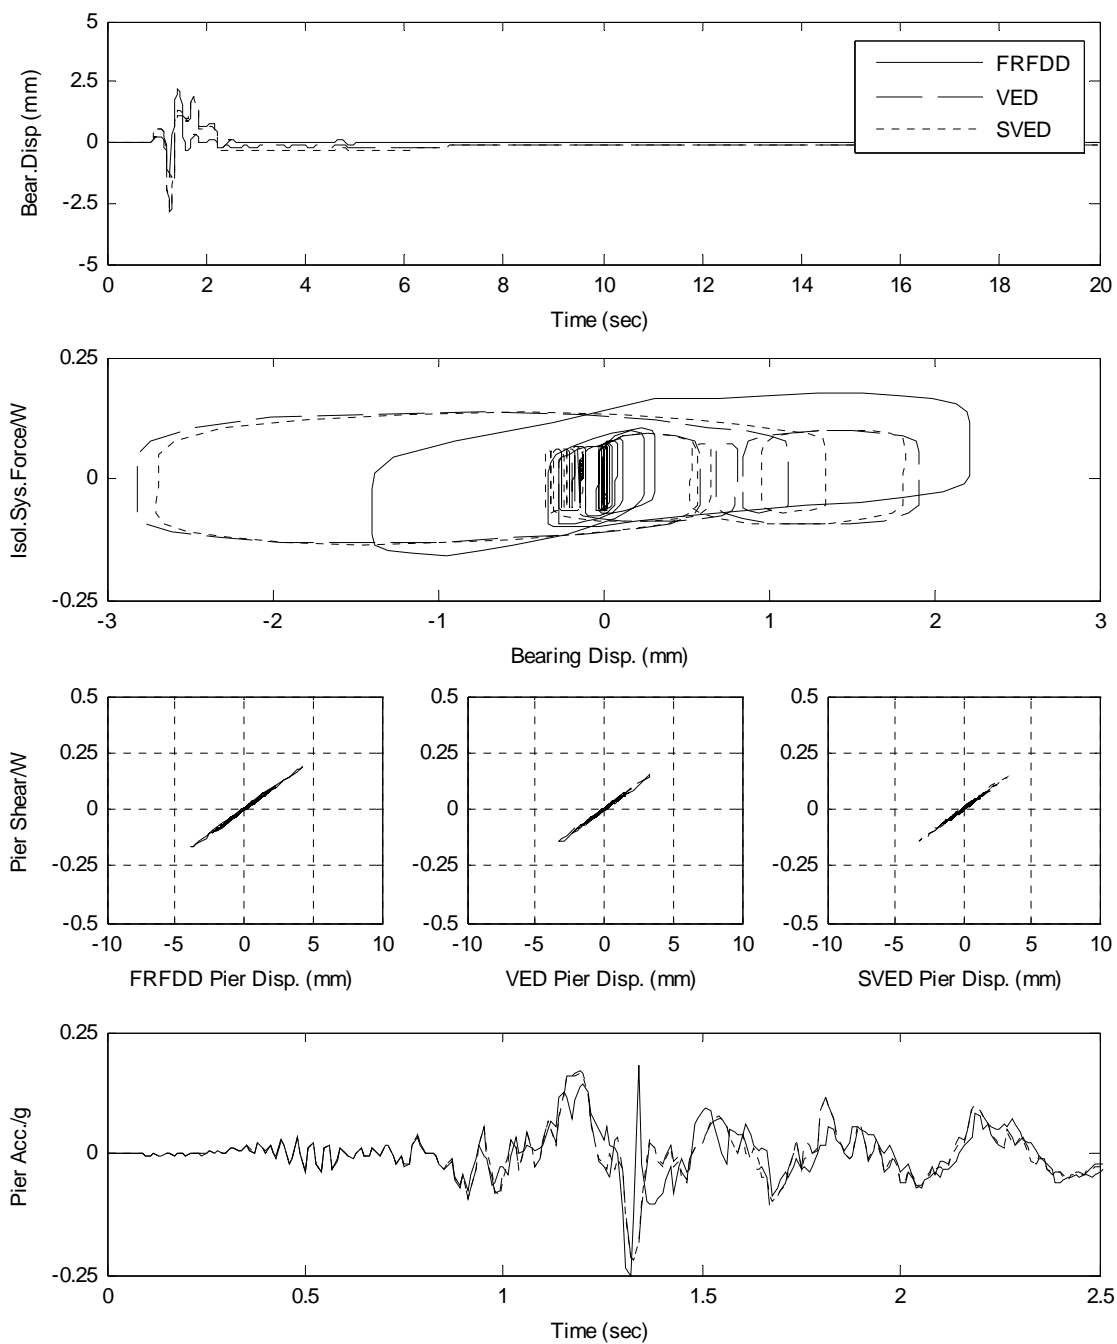 5
2.5
0
-2.5
-5
Bear.Disp (mm)
FRFDD
VED
SVED
0 2 4 6 8 10 12 14 16 18 20
Time (sec)
0.25
0
-0.25
Isol.Sys.Force/W
-3 -2 -1 0 1 2 3
Bearing Disp. (mm)
0.5
0.25
0
-0.25
-0.5
Pier Shear/W
-10 -5 0 5 10
FRFDD Pier Disp. (mm)
0.5
0.25
0
-0.25
-0.5
-10 -5 0 5 10
VED Pier Disp. (mm)
0.5
0.25
0
-0.25
-0.5
-10 -5 0 5 10
SVED Pier Disp. (mm)
0.25
0
-0.25
Pier Acc./g
0 0.5 1 1.5 2 2.5
Time (sec)